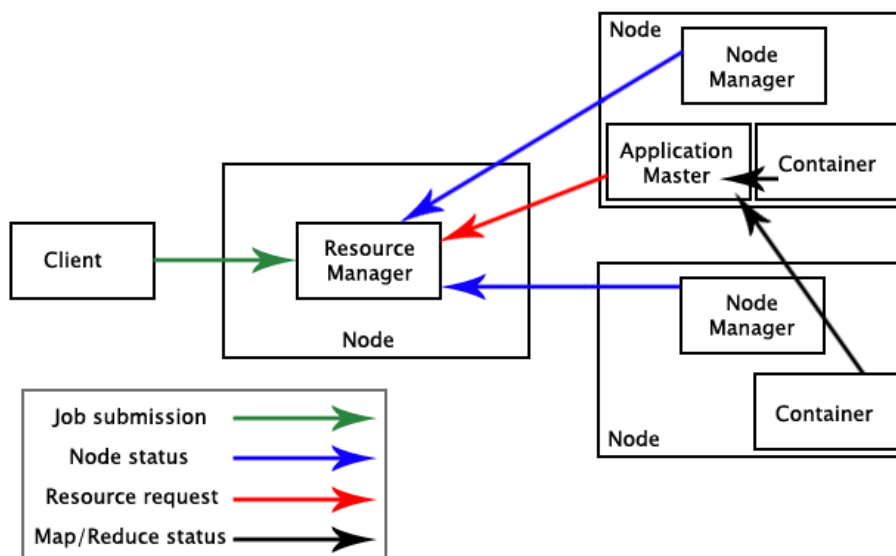 Node
Node
Manager
Application
Master
Container
Client
Resource
Manager
Node
Node
Manager
Container
Node
Job submission
Node status
Resource request
Map/Reduce status